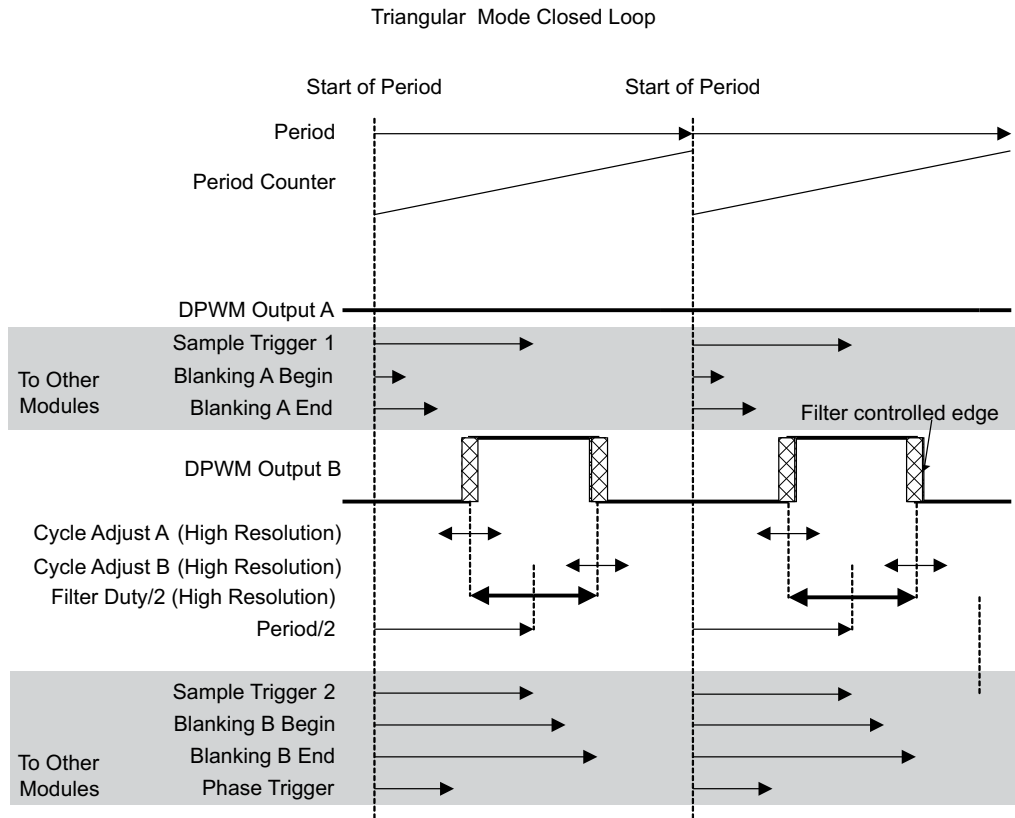 Triangular Mode Closed Loop
Start of Period
Start of Period
Period
Period Counter
DPWM Output A
Sample Trigger 1
Blanking A Begin
Blanking A End
To Other
Modules
Filter controlled edge
DPWM Output B
Cycle Adjust A (High Resolution)
Cycle Adjust B (High Resolution)
Filter Duty/2 (High Resolution)
Period/2
Sample Trigger 2
Blanking B Begin
Blanking B End
Phase Trigger
To Other
Modules